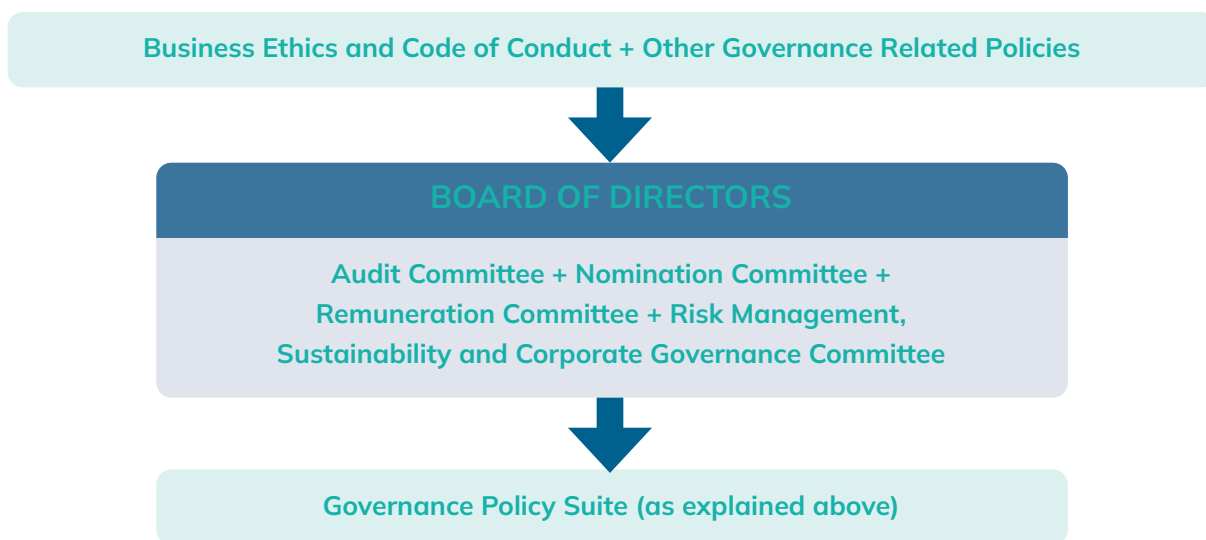 Business Ethics and Code of Conduct + Other Governance Related Policies
BOARD OF DIRECTORS
Audit Committee + Nomination Committee +
Remuneration Committee + Risk Management,
Sustainability and Corporate Governance Committee
Governance Policy Suite (as explained above)